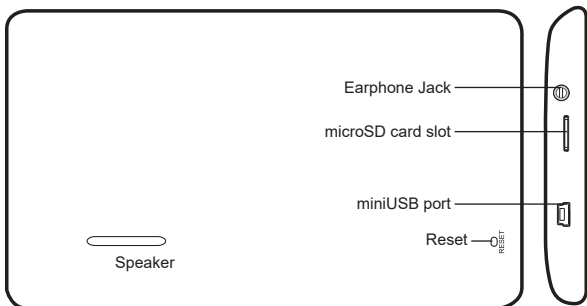 Earphone Jack
microSD card slot
miniUSB port
Reset
RESET
Speaker